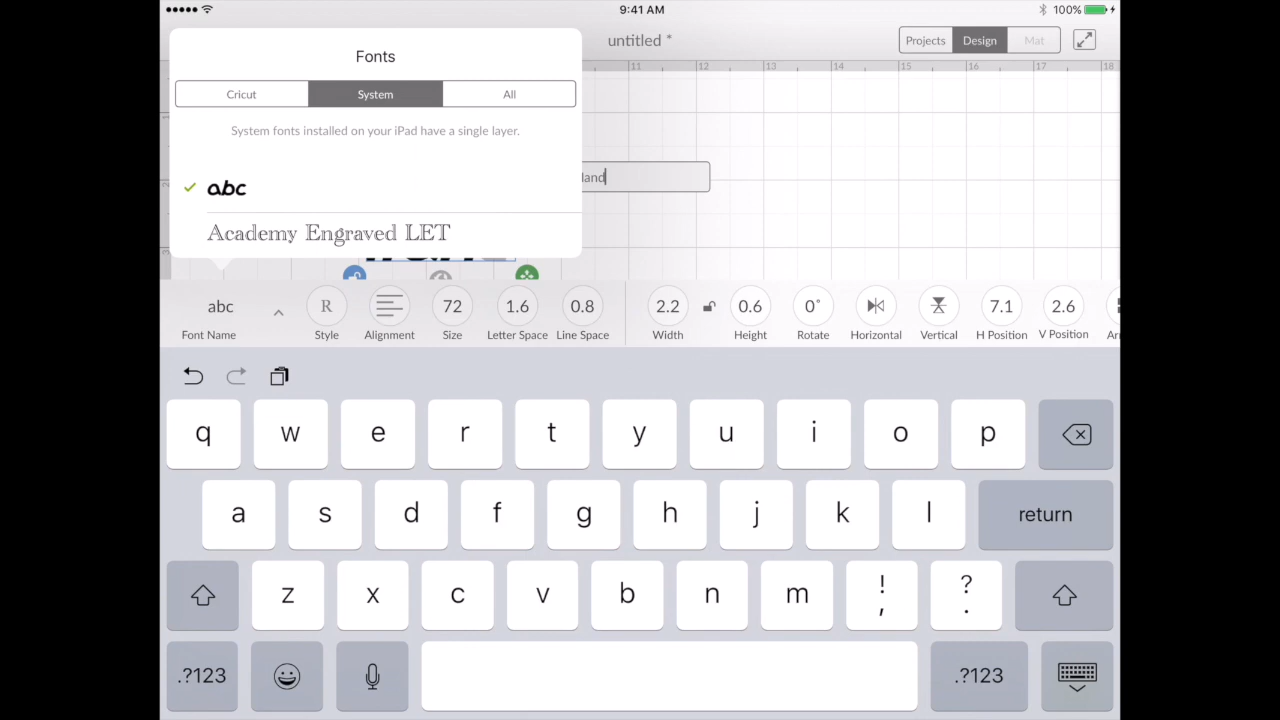 9:41 AM
100%
Fonts
untitled *
Projects Design Mat
Cricut System All
11 12 13 14 15 16 17 18
System fonts installed on your iPad have a single layer.
1
land
abc
2
Academy Engraved LET
3
abc R 72 1.6 0.8 2.2 0.6 0° 7.1 2.6
Font Name Style Alignment Size Letter Space Line Space Width Height Rotate Horizontal Vertical H Position V Position
q w e r t y u i o p
a s d f g h j k l return
z x c v b n m ! , ? .
.?123 .?123